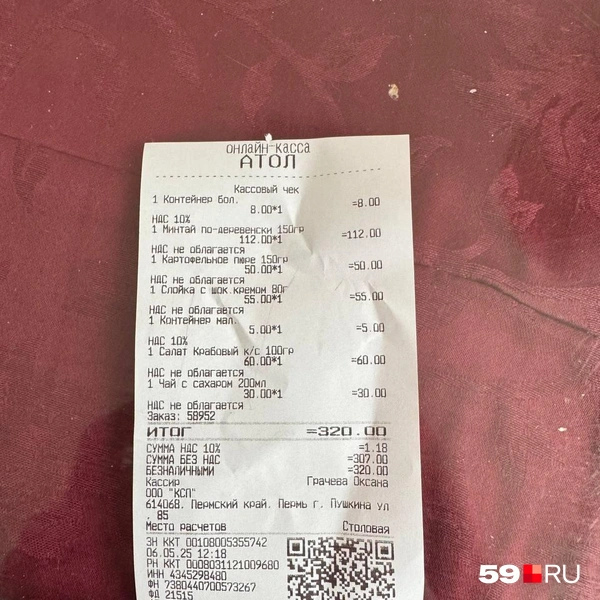 ОНЛАЙН-КАССА
АТОЛ
Кассовый чек
1 Контейнер Бол.
8.00*1 =8.00
НДС 10%
1 Минтай по-деревенски 150гр
112.00*1 =112.00
НДС не облагается
1 Картофельное пюре 150гр
50.00*1 =50.00
НДС не облагается
1 Слойка с шок.кремом 80г
55.00*1 =55.00
НДС не облагается
1 Контейнер мал.
5.00*1 =5.00
НДС 10%
1 Салат Крабовый к/с 100гр
60.00*1 =60.00
НДС не облагается
1 Чай с сахаром 200мл
30.00*1 =30.00
НДС не облагается
Заказ: 58952
ИТОГ =320.00
СУММА НДС 10% =1.18
СУММА БЕЗ НДС =307.00
БЕЗНАЛИЧНЫМИ =320.00
Кассир Грачева Оксана
ООО "КСП"
614068. Пермский край. Пермь г. Пушкина ул
. 85
Место расчетов Столовая
ЗН ККТ 00108005355742
06.05.25 12:18
РН ККТ 0008031121009680
ИНН 4345298480
ФН 7380440700573267
ФД 21515
59.RU